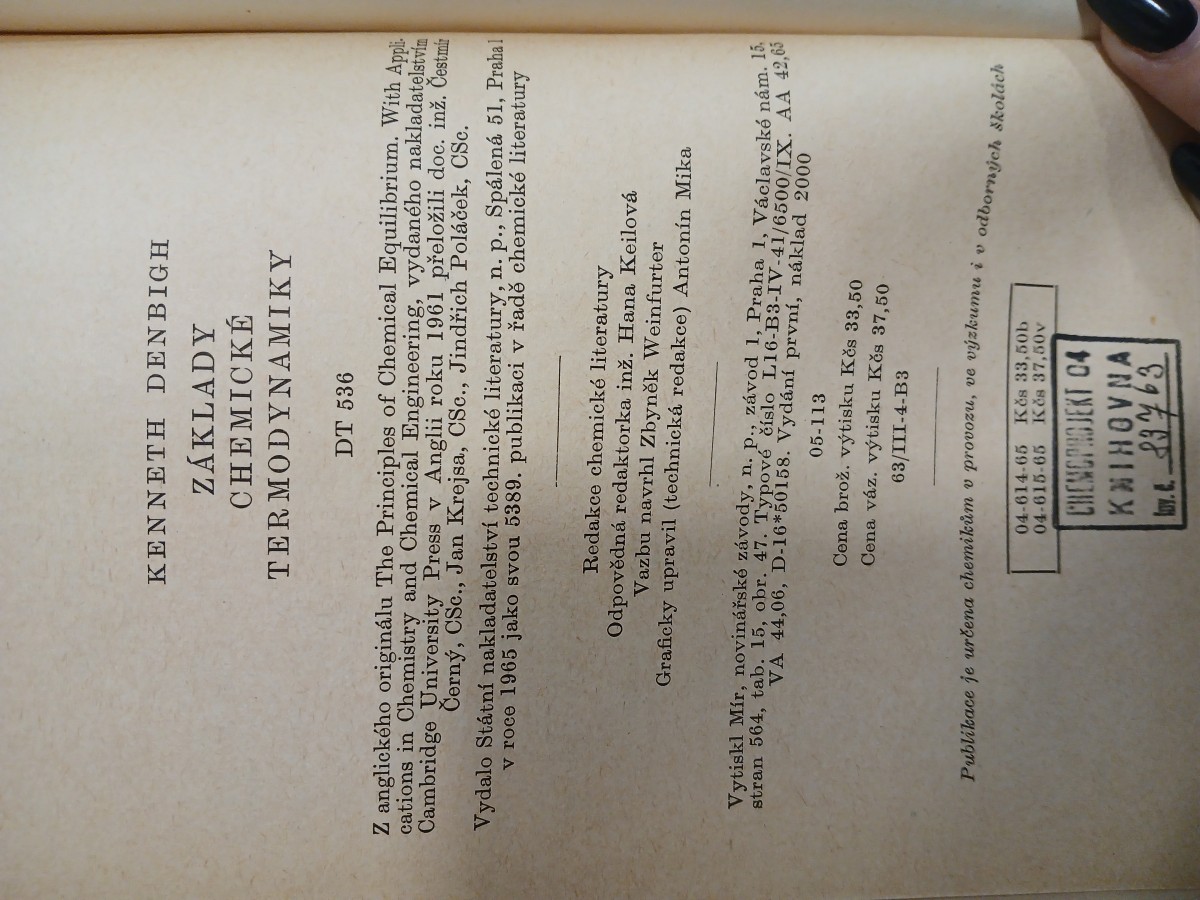 KENNETH DENBIGH
ZÁKLADY
CHEMICKÉ
TERMODYNAMIKY
DT 536
Z anglického originálu The Principles of Chemical Equilibrium. With Appli-
cations in Chemistry and Chemical Engineering, vydaného nakladatelstvím
Cambridge University Press v Anglii roku 1961 přeložili doc. inž. Čestmír
Černý, CSc., Jan Krejsa, CSc., Jindřich Poláček, CSc.
Vydalo Státní nakladatelství technické literatury, n. p., Spálená 51, Praha 1
v roce 1965 jako svou 5389. publikaci v řadě chemické literatury
Redakce chemické literatury
Odpovědná redaktorka inž. Hana Keilová
Vazbu navrhl Zbyněk Weinfurter
Graficky upravil (technická redakce) Antonín Mika
Vytiskl Mír, novinářské závody, n. p., závod 1, Praha 1, Václavské nám. 15,
stran 564, tab. 15, obr. 47. Typové číslo L16-B3-IV-41/6500/IX. AA 42,65
VA 44,06, D-16*50158. Vydání první, náklad 2000
05-113
Cena brož. výtisku Kčs 33,50
Cena váz. výtisku Kčs 37,50
63/III-4-B3
Publikace je určena chemikům v provozu, ve výzkumu i v odborných školách
04-614-65 Kčs 33,50b
04-615-65 Kčs 37,50v
CHEMOPROJEKT 04
KNIHOVNA
Inv. č. 83763